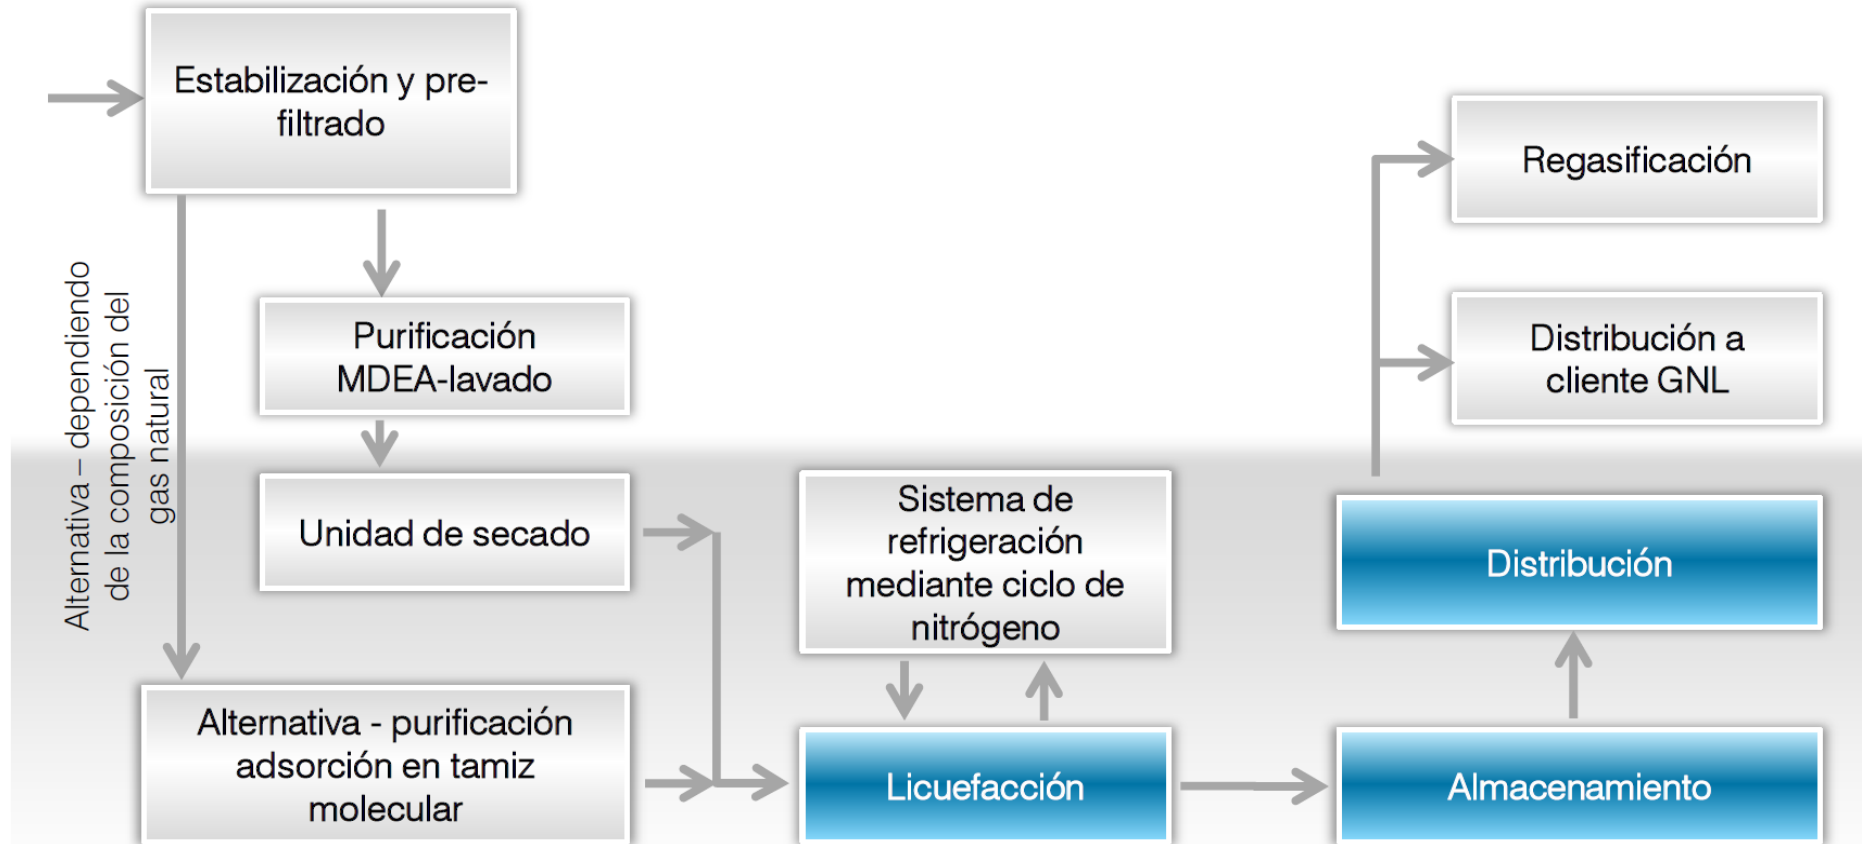 Estabilización y pre-
filtrado
Alternativa – dependiendo
de la composición del
gas natural
Purificación
MDEA-lavado
Unidad de secado
Alternativa - purificación
adsorción en tamiz
molecular
Sistema de
refrigeración
mediante ciclo de
nitrógeno
Licuefacción
Regasificación
Distribución a
cliente GNL
Distribución
Almacenamiento